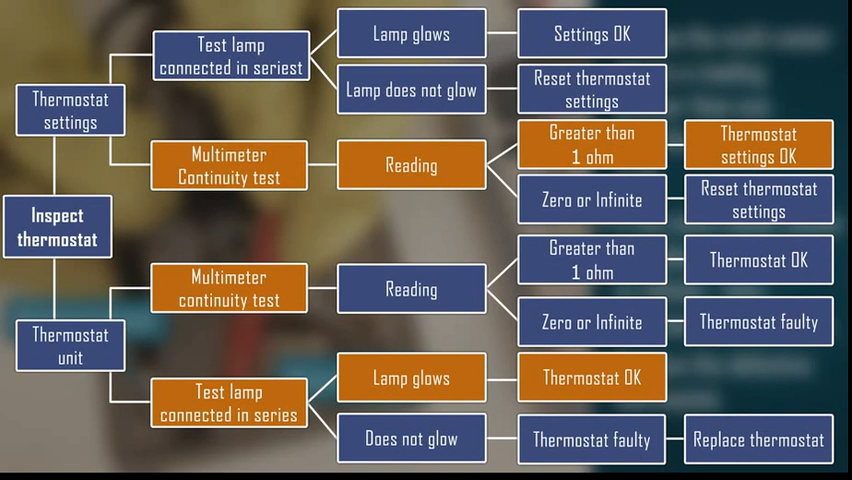 Test lamp
connected in seriest
Lamp glows
Settings OK
Lamp does not glow
Reset thermostat
settings
Thermostat
settings
Multimeter
Continuity test
Reading
Greater than
1 ohm
Thermostat
settings OK
Zero or Infinite
Reset thermostat
settings
Inspect
thermostat
Multimeter
continuity test
Reading
Greater than
1 ohm
Thermostat OK
Zero or Infinite
Thermostat faulty
Thermostat
unit
Test lamp
connected in series
Lamp glows
Thermostat OK
Does not glow
Thermostat faulty
Replace thermostat